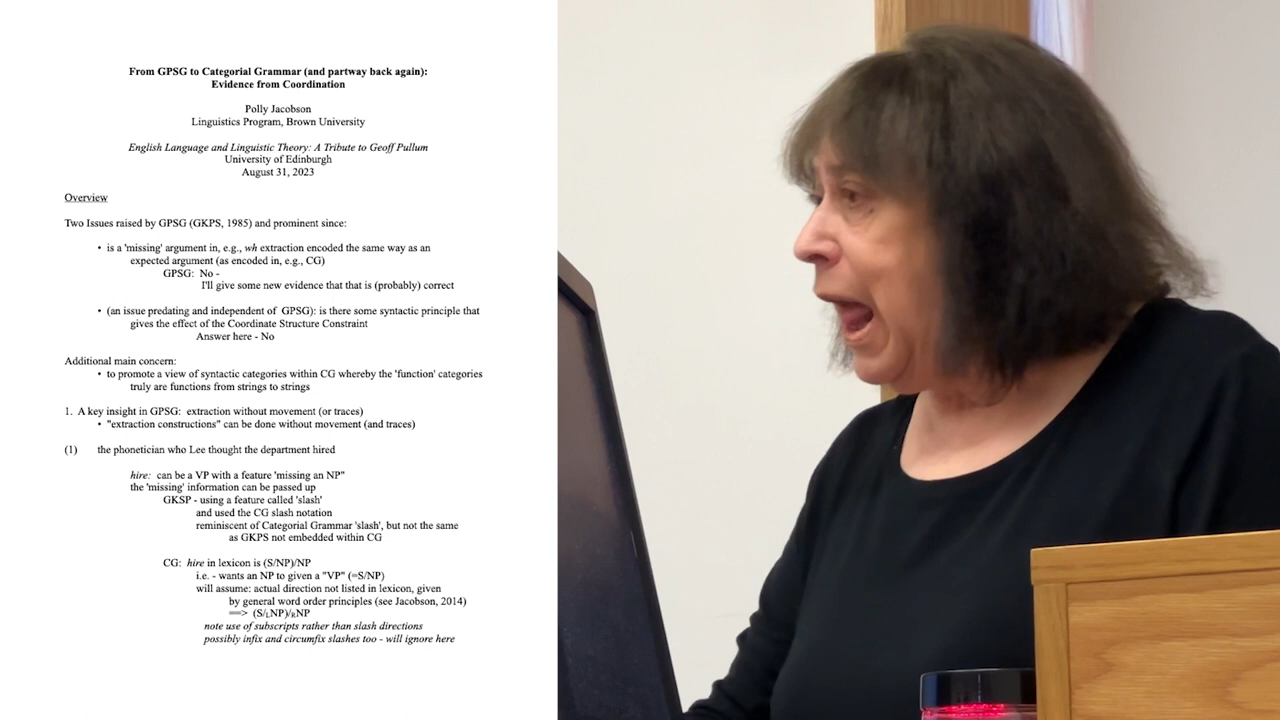 From GPSG to Categorial Grammar (and partway back again):
Evidence from Coordination
Polly Jacobson
Linguistics Program, Brown University
English Language and Linguistic Theory: A Tribute to Geoff Pullum
University of Edinburgh
August 31, 2023
Overview
Two Issues raised by GPSG (GKPS, 1985) and prominent since:
• is a 'missing' argument in, e.g., wh extraction encoded the same way as an
expected argument (as encoded in, e.g., CG)
GPSG: No -
I'll give some new evidence that that is (probably) correct
• (an issue predating and independent of GPSG): is there some syntactic principle that
gives the effect of the Coordinate Structure Constraint
Answer here - No
Additional main concern:
• to promote a view of syntactic categories within CG whereby the 'function' categories
truly are functions from strings to strings
1. A key insight in GPSG: extraction without movement (or traces)
• "extraction constructions" can be done without movement (and traces)
(1) the phonetician who Lee thought the department hired
hire: can be a VP with a feature 'missing an NP"
the 'missing' information can be passed up
GKSP - using a feature called 'slash'
and used the CG slash notation
reminiscent of Categorial Grammar 'slash', but not the same
as GKPS not embedded within CG
CG: hire in lexicon is (S/NP)/NP
i.e. - wants an NP to given a "VP" (=S/NP)
will assume: actual direction not listed in lexicon, given
by general word order principles (see Jacobson, 2014)
==> (S/LNP)/RNP
note use of subscripts rather than slash directions
possibly infix and circumfix slashes too - will ignore here